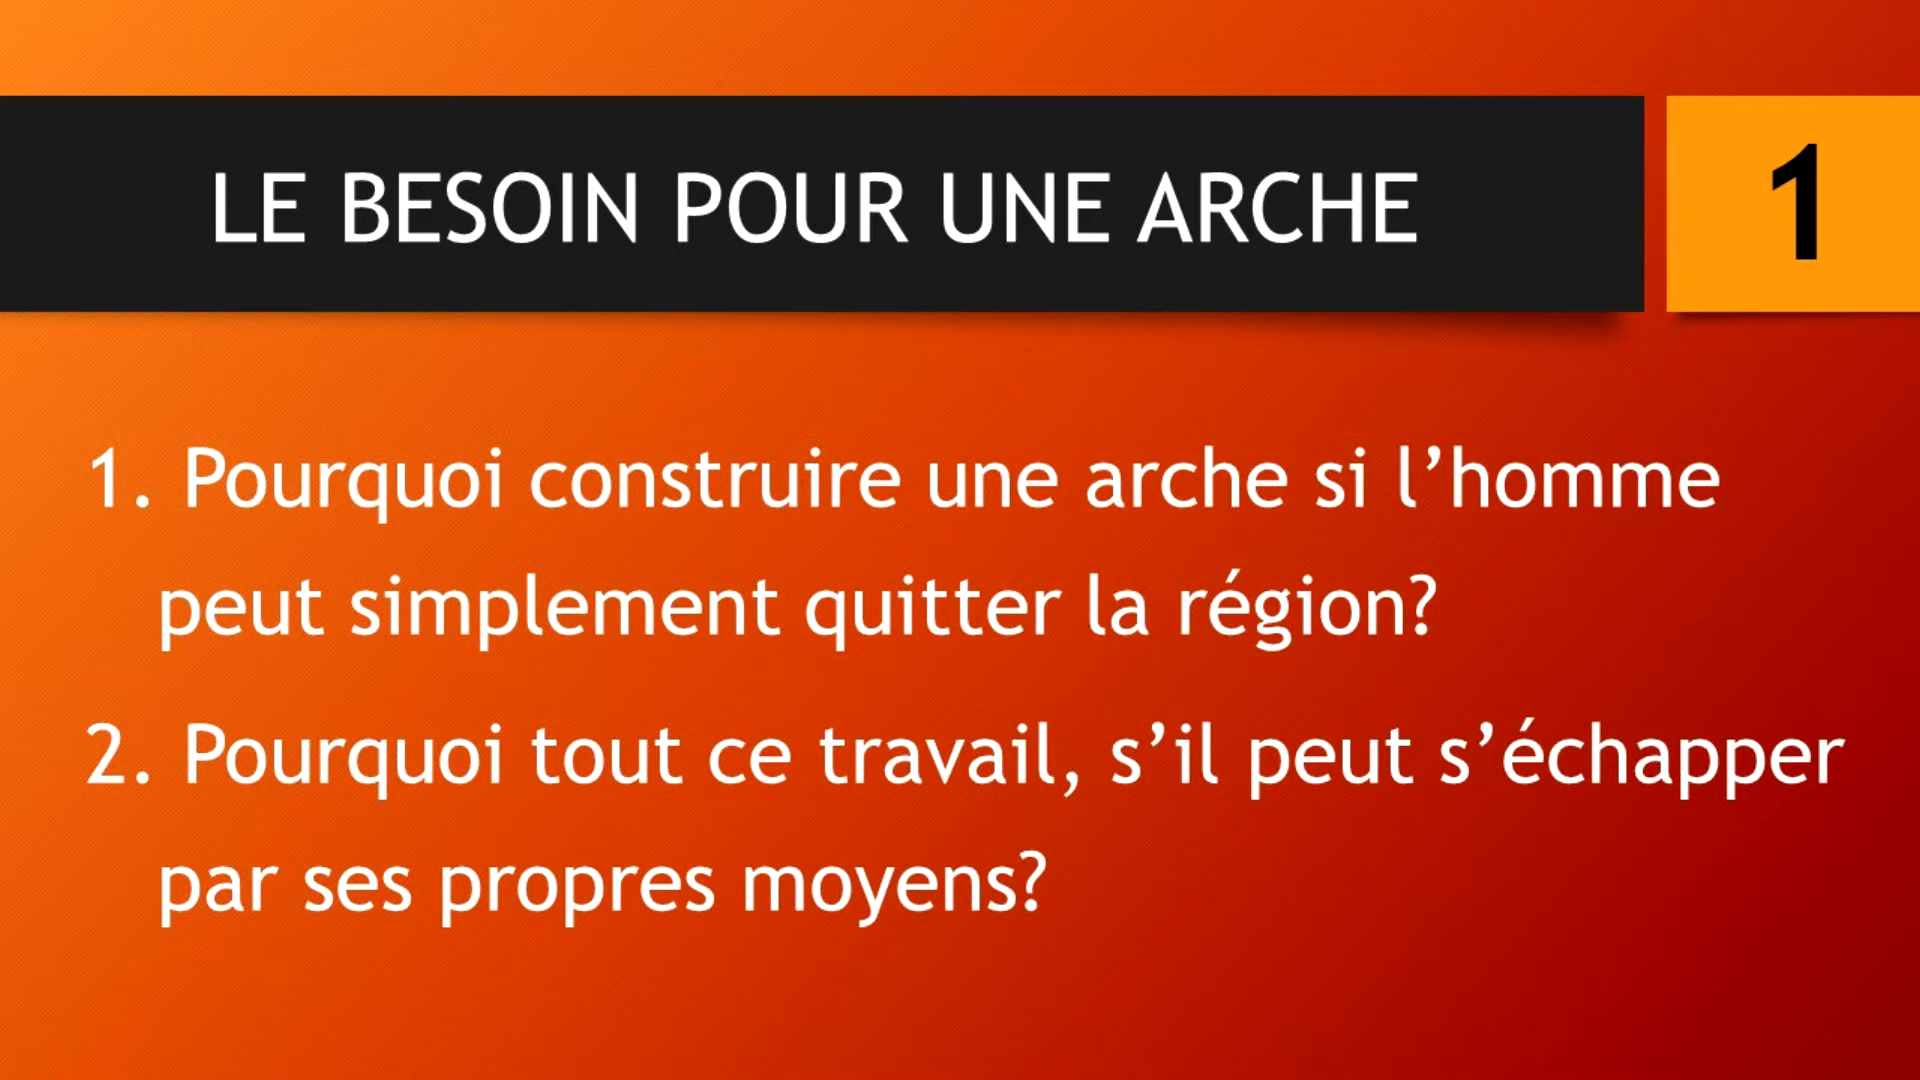 LE BESOIN POUR UNE ARCHE
1
1. Pourquoi construire une arche si l’homme
peut simplement quitter la région?
2. Pourquoi tout ce travail, s’il peut s’échapper
par ses propres moyens?